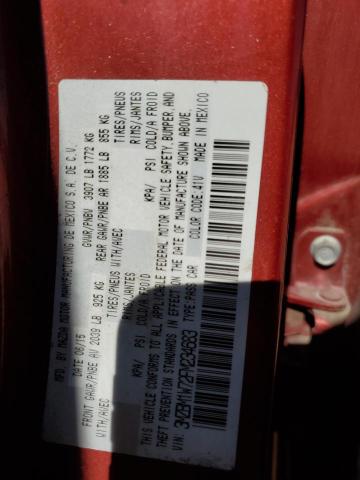 MFD. BY MAZDA MOTOR MANUFACTURING DE MEXICO S.A. DE C.V.
DATE 06/15 GVWR/PNBV 3907 LB 1772 KG
FRONT GAWR/PNBE AV 2039 LB 925 KG REAR GAWR/PNBE AR 1885 LB 855 KG
WITH/AVEC TIRES/PNEUS WITH/AVEC TIRES/PNEUS
RIMS/JANTES RIMS/JANTES
KPA/ PSI COLD/A FROID KPA/ PSI COLD/A FROID
THIS VEHICLE CONFORMS TO ALL APPLICABLE FEDERAL MOTOR VEHICLE SAFETY, BUMPER, AND
THEFT PREVENTION STANDARDS IN EFFECT ON THE DATE OF MANUFACTURE SHOWN ABOVE.
VIN: 3MZBM1W72FM234683 TYPE:PASS CAR COLOR CODE:41V MADE IN MEXICO